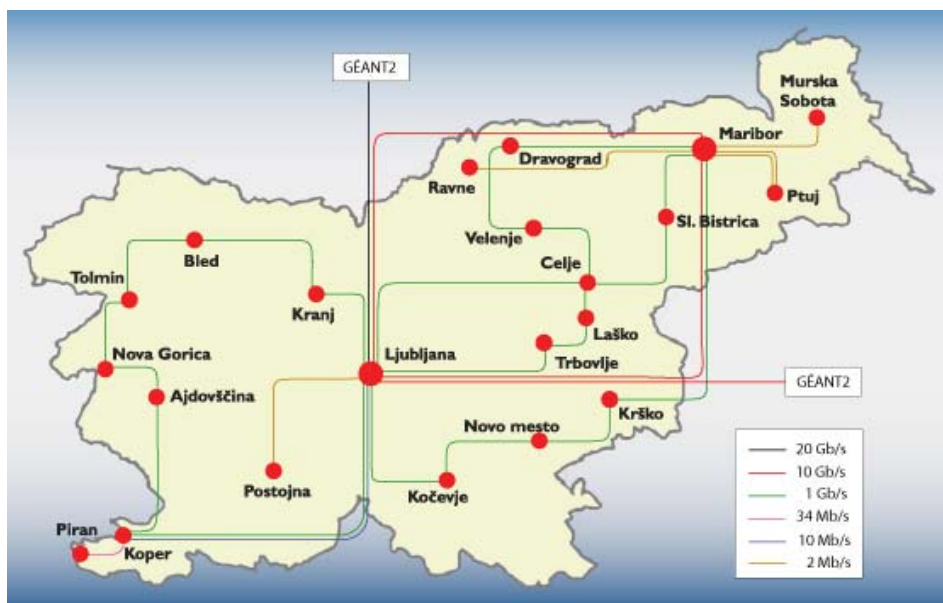 GÉANT2
Murska
Sobota
Maribor
Dravograd
Ravne
Ptuj
Sl. Bistrica
Velenje
Bled
Celje
Tolmin
Kranj
Laško
Nova Gorica
Ljubljana
Trbovlje
GÉANT2
Ajdovščina
Krško
Novo mesto
20 Gb/s
10 Gb/s
1 Gb/s
34 Mb/s
10 Mb/s
2 Mb/s
Postojna
Kočevje
Piran
Koper